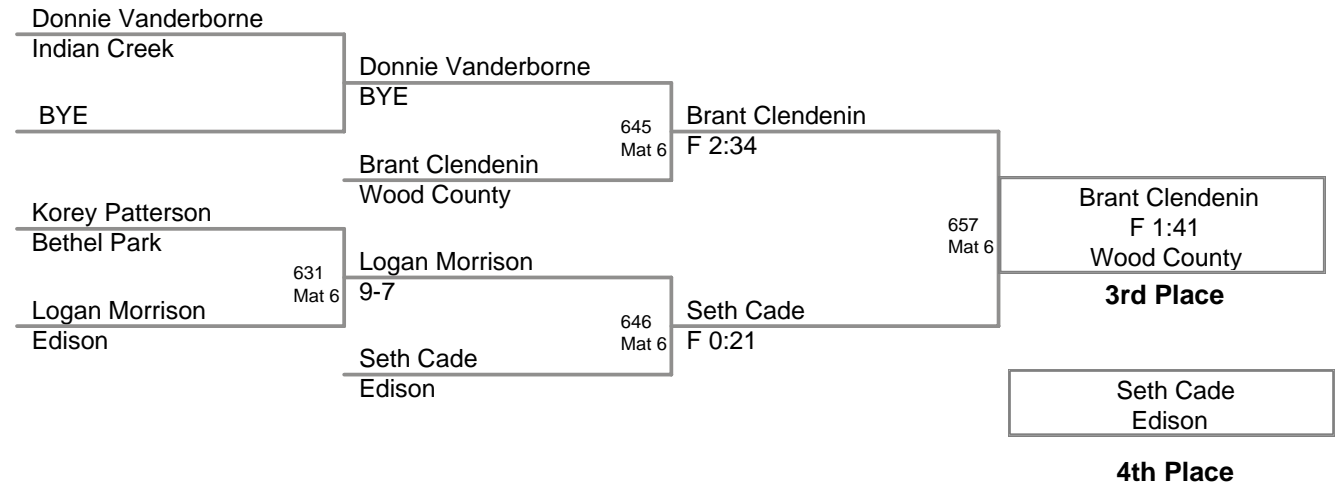 Donnie Vanderborne
Indian Creek
BYE
Korey Patterson
Bethel Park
631
Mat 6
Logan Morrison
Edison
Donnie Vanderborne
BYE
645
Mat 6
Brant Clendenin
Wood County
Logan Morrison
9-7
646
Mat 6
Seth Cade
Edison
Brant Clendenin
F 2:34
657
Mat 6
Seth Cade
F 0:21
Brant Clendenin
F 1:41
Wood County
3rd Place
Seth Cade
Edison
4th Place